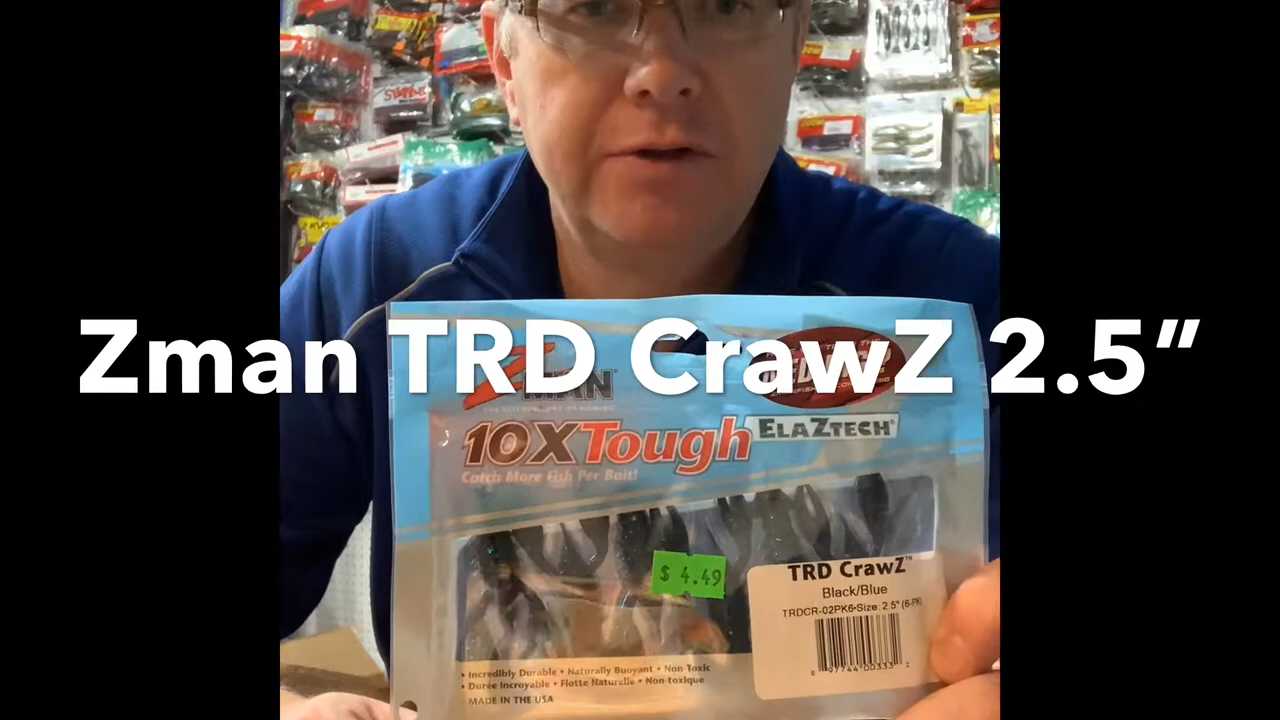 Zman TRD CrawZ 2.5”
ZMAN
10XTough
ELAZTECH®
Catch More Fish Per Bait!
$ 4.49
TRD CrawZ™
Black/Blue
TRDCR-02PK6•Size: 2.5" (6-PK)
• Incredibly Durable • Naturally Buoyant • Non-Toxic
• Durée Incroyable • Flotte Naturelle • Non-toxique
MADE IN THE USA